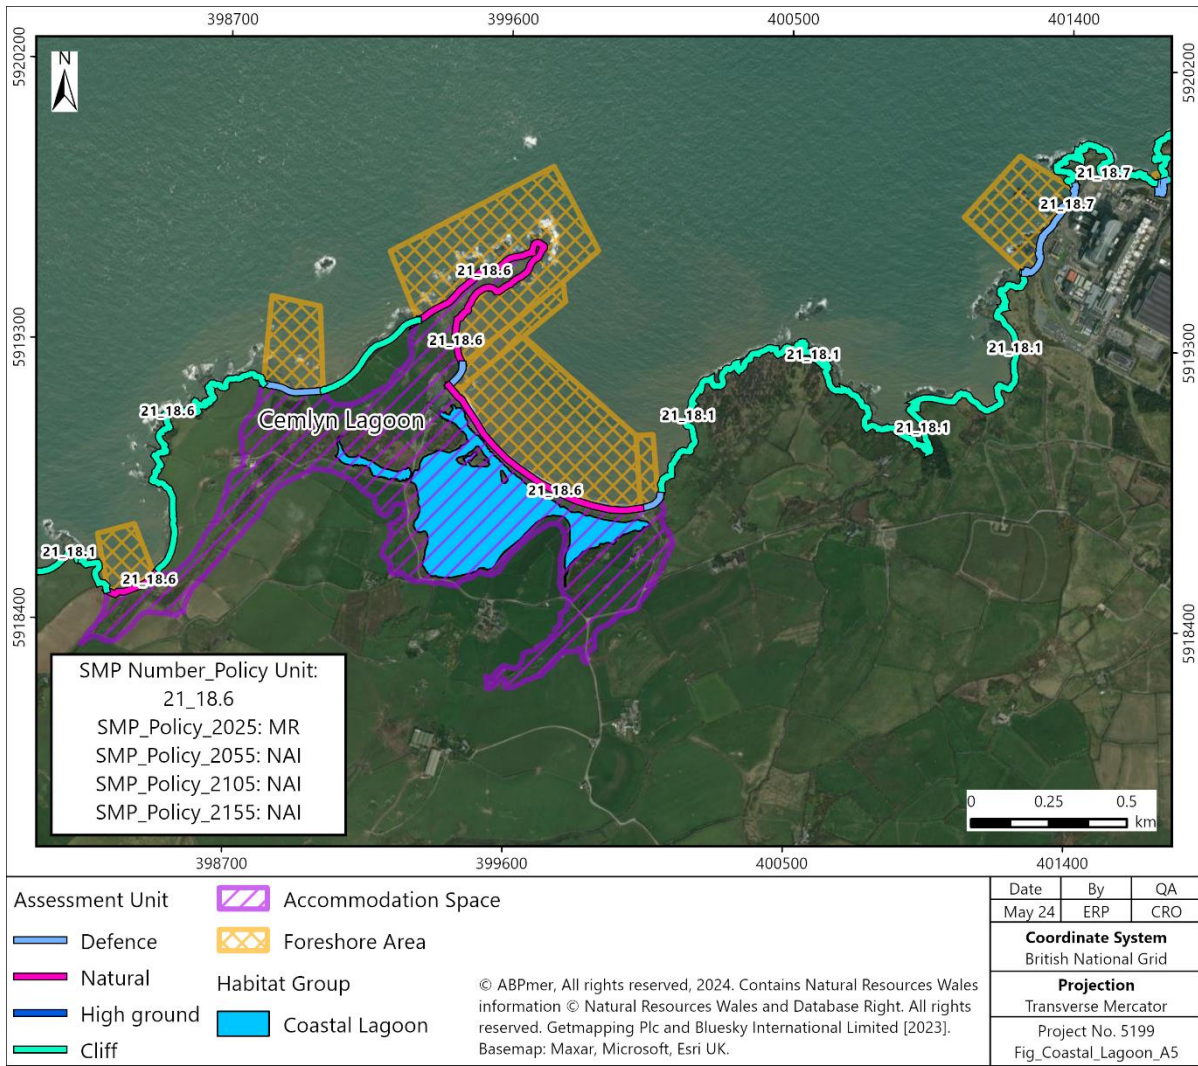 398700
399600
400500
401400
5920200
5920200
N
21_18.7
21_18.7
21_18.6
21_18.6
5919300
5919300
21_18.1
21_18.1
21_18.6
Cemlyn Lagoon
21_18.1
21_18.1
21_18.6
21_18.1
21_18.6
5918400
5918400
SMP Number_Policy Unit:
21_18.6
SMP_Policy_2025: MR
SMP_Policy_2055: NAI
SMP_Policy_2105: NAI
SMP_Policy_2155: NAI
0 0.25 0.5
km
398700
399600
400500
401400
Assessment Unit
Defence
Natural
High ground
Cliff
Accommodation Space
Foreshore Area
Habitat Group
Coastal Lagoon
© ABPmer, All rights reserved, 2024. Contains Natural Resources Wales
information © Natural Resources Wales and Database Right. All rights
reserved. Getmapping Plc and Bluesky International Limited [2023].
Basemap: Maxar, Microsoft, Esri UK.
Date By QA
May 24 ERP CRO
Coordinate System
British National Grid
Projection
Transverse Mercator
Project No. 5199
Fig_Coastal_Lagoon_A5